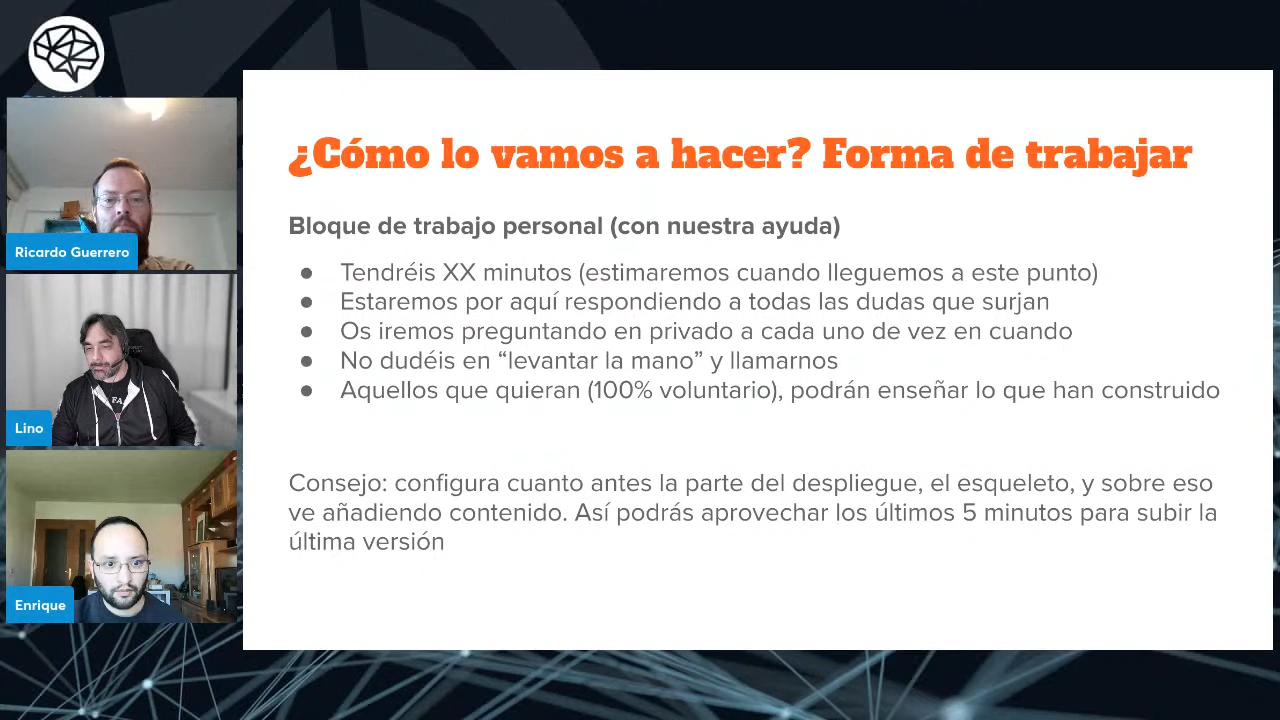 ¿Cómo lo vamos a hacer? Forma de trabajar
Bloque de trabajo personal (con nuestra ayuda)
● Tendréis XX minutos (estimaremos cuando lleguemos a este punto)
● Estaremos por aquí respondiendo a todas las dudas que surjan
● Os iremos preguntando en privado a cada uno de vez en cuando
● No dudéis en “levantar la mano” y llamarnos
● Aquellos que quieran (100% voluntario), podrán enseñar lo que han construido
Consejo: configura cuanto antes la parte del despliegue, el esqueleto, y sobre eso
ve añadiendo contenido. Así podrás aprovechar los últimos 5 minutos para subir la
última versión
Ricardo Guerrero
Lino
Enrique